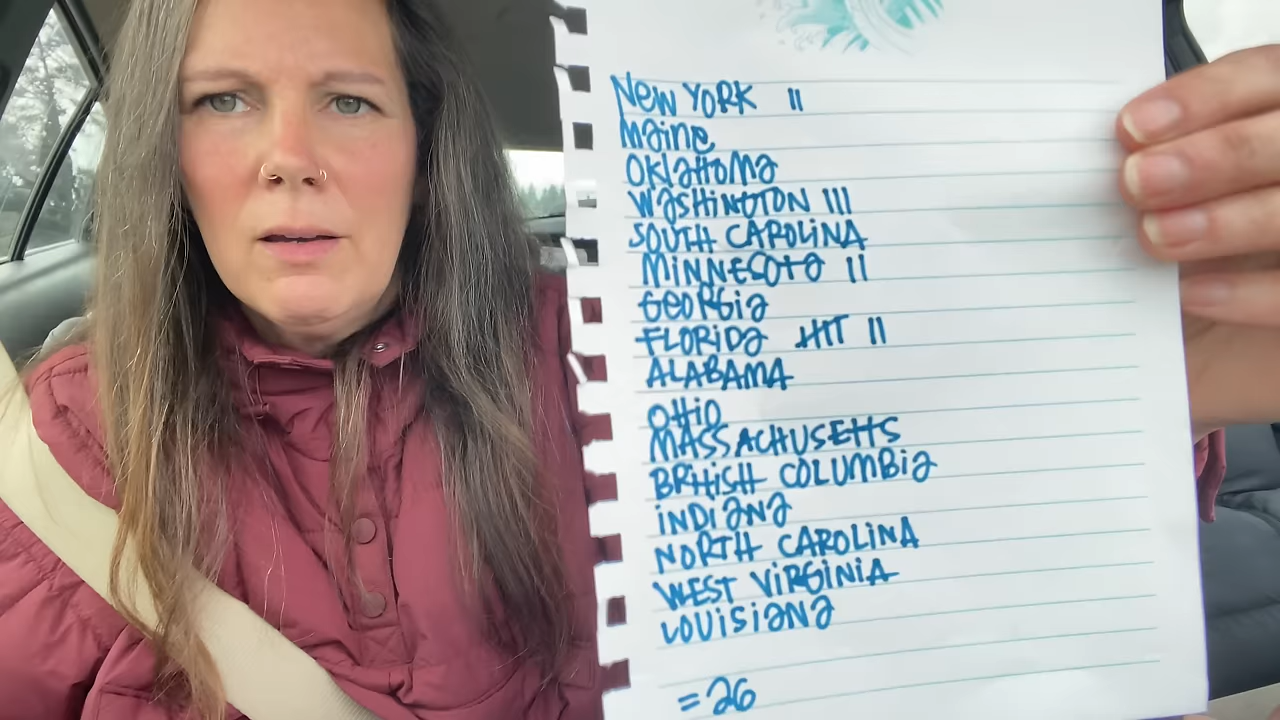 NEW YORK II
Maine
OKlaHoMa
WaSHiNGTON III
SOUTH CAROLiNA
MiNNESOTa II
GEORGia
FLORiDa HIT II
ALABAMA
OHio
MASSACHUSETTS
BRiTiSH COLUMBia
iNDiaNa
NORTH CAROLiNA
WEST ViRGiNiA
LOUiSiaNa
=26